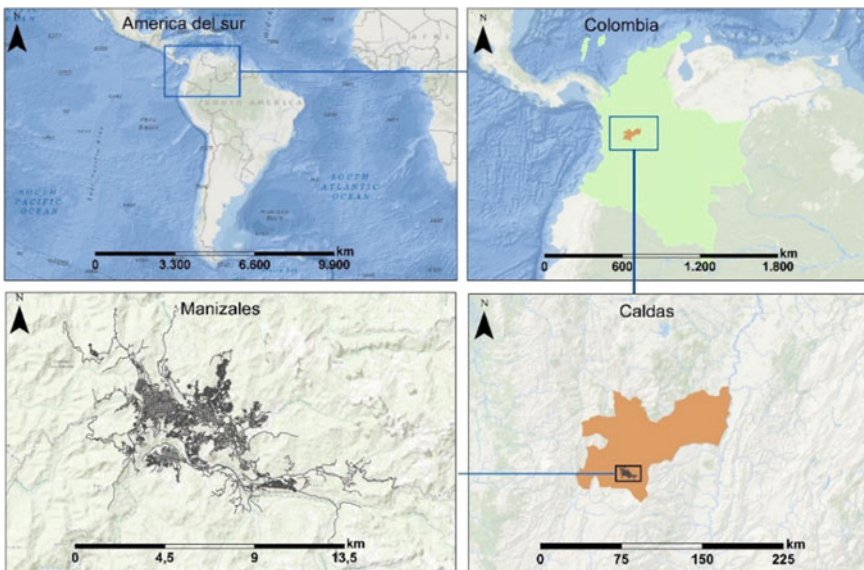 N
America del sur
SOUTH AMERICA
AFRI
SOUTH
PACIFIC
OCEAN
SOUTH
ATLANTIC
OCEAN
km
0 3.300 6.600 9.900
N
Colombia
km
0 600 1.200 1.800
N
Manizales
km
0 4,5 9 13,5
N
Caldas
km
0 75 150 225